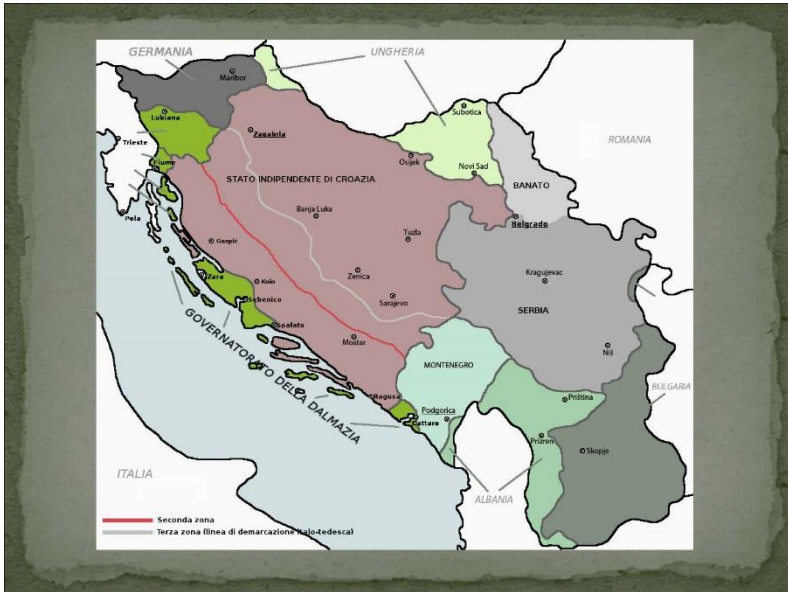 GERMANIA
UNGHERIA
Maribor
Lubiana
Subotica
Zagabria
Trieste
ROMANIA
Osijek
Fiume
Novi Sad
STATO INDIPENDENTE DI CROAZIA
BANATO
Banja Luka
Pola
Belgrado
Tuzla
Gospić
Zara
Zenica
Kragujevac
Knin
Sarajevo
Sebenico
SERBIA
Spalato
Mostar
Niš
GOVERNATORATO DELLA DALMAZIA
MONTENEGRO
BULGARIA
Ragusa
Priština
Podgorica
Cattaro
Prizren
Skopje
ITALIA
ALBANIA
Seconda zona
Terza zona (linea di demarcazione italo-tedesca)